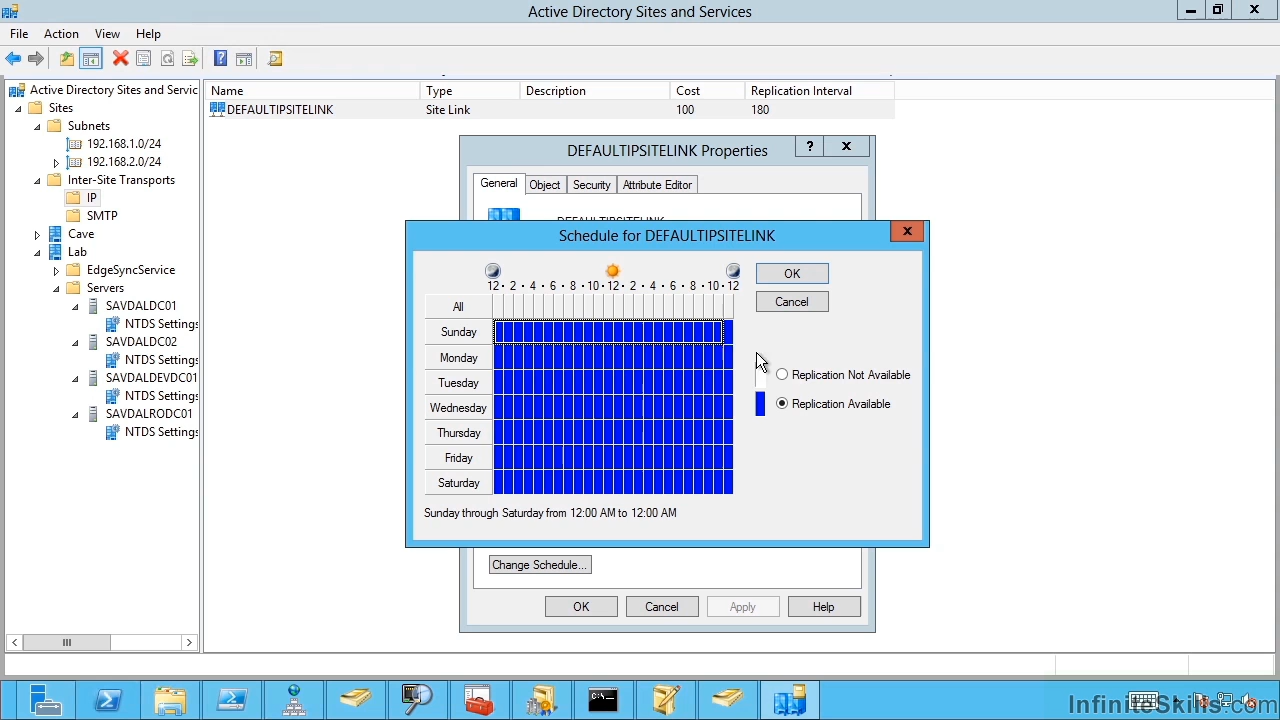 Active Directory Sites and Services
File Action View Help
Active Directory Sites and Servic
Sites
Subnets
192.168.1.0/24
192.168.2.0/24
Inter-Site Transports
IP
SMTP
Cave
Lab
EdgeSyncService
Servers
SAVDALDC01
NTDS Settings
SAVDALDC02
NTDS Settings
SAVDALDEVDC01
NTDS Settings
SAVDALRODC01
NTDS Settings
Name Type Description Cost Replication Interval
DEFAULTIPSITELINK Site Link 100 180
DEFAULTIPSITELINK Properties
General Object Security Attribute Editor
DEFAULTIPSITELINK
Schedule for DEFAULTIPSITELINK
12 · 2 · 4 · 6 · 8 · 10 · 12 · 2 · 4 · 6 · 8 · 10 · 12
All
Sunday
Monday
Tuesday
Wednesday
Thursday
Friday
Saturday
OK
Cancel
Replication Not Available
Replication Available
Sunday through Saturday from 12:00 AM to 12:00 AM
Change Schedule...
OK Cancel Apply Help
InfiniteSkills.com